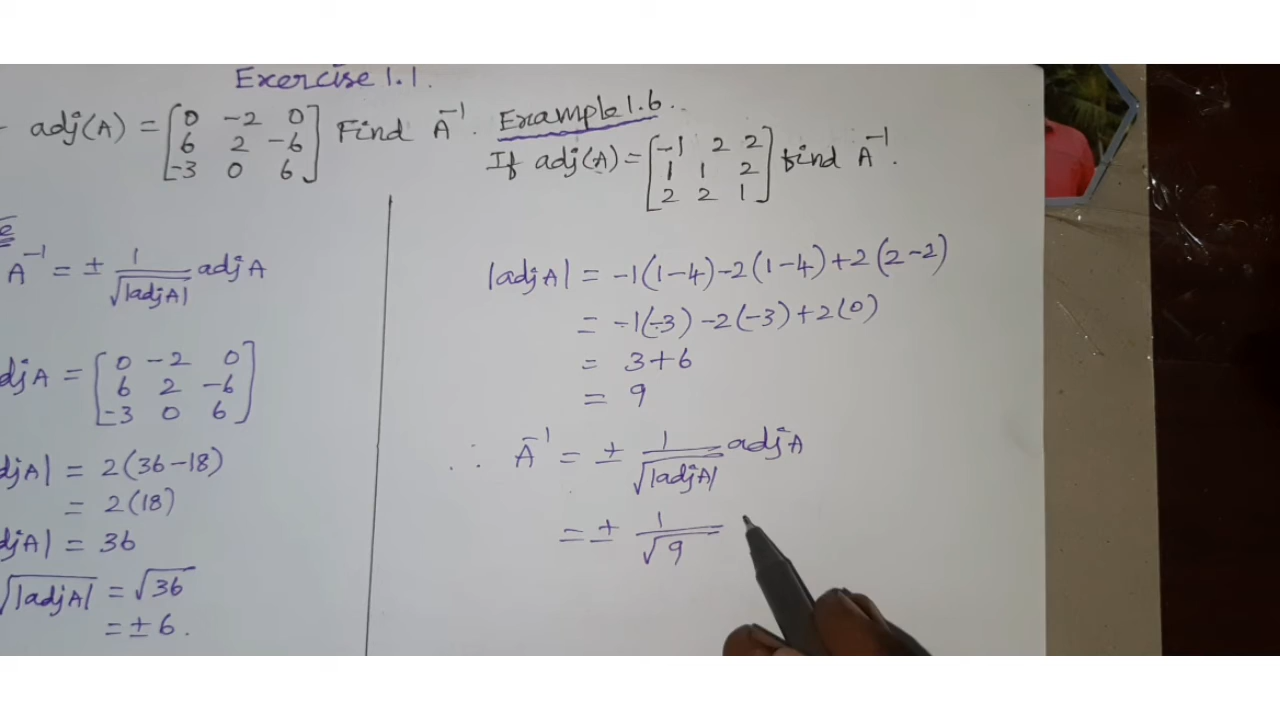 Exercise 1.1.
adj(A) = [0 -2 0; 6 2 -6; -3 0 6] Find A⁻¹.
A⁻¹ = ± 1/√|adjA| adj A
djA = [0 -2 0; 6 2 -6; -3 0 6]
djA| = 2(36-18)
= 2(18)
djA| = 36
√|adjA| = √36
= ± 6.
Example 1.6..
If adj(A) = [-1 2 2; 1 1 2; 2 2 1] find A⁻¹.
|adjA| = -1(1-4)-2(1-4)+2(2-2)
= -1(-3) -2(-3)+2(0)
= 3+6
= 9
∴ A⁻¹ = ± 1/√|adjA| adjA
= ± 1/√9